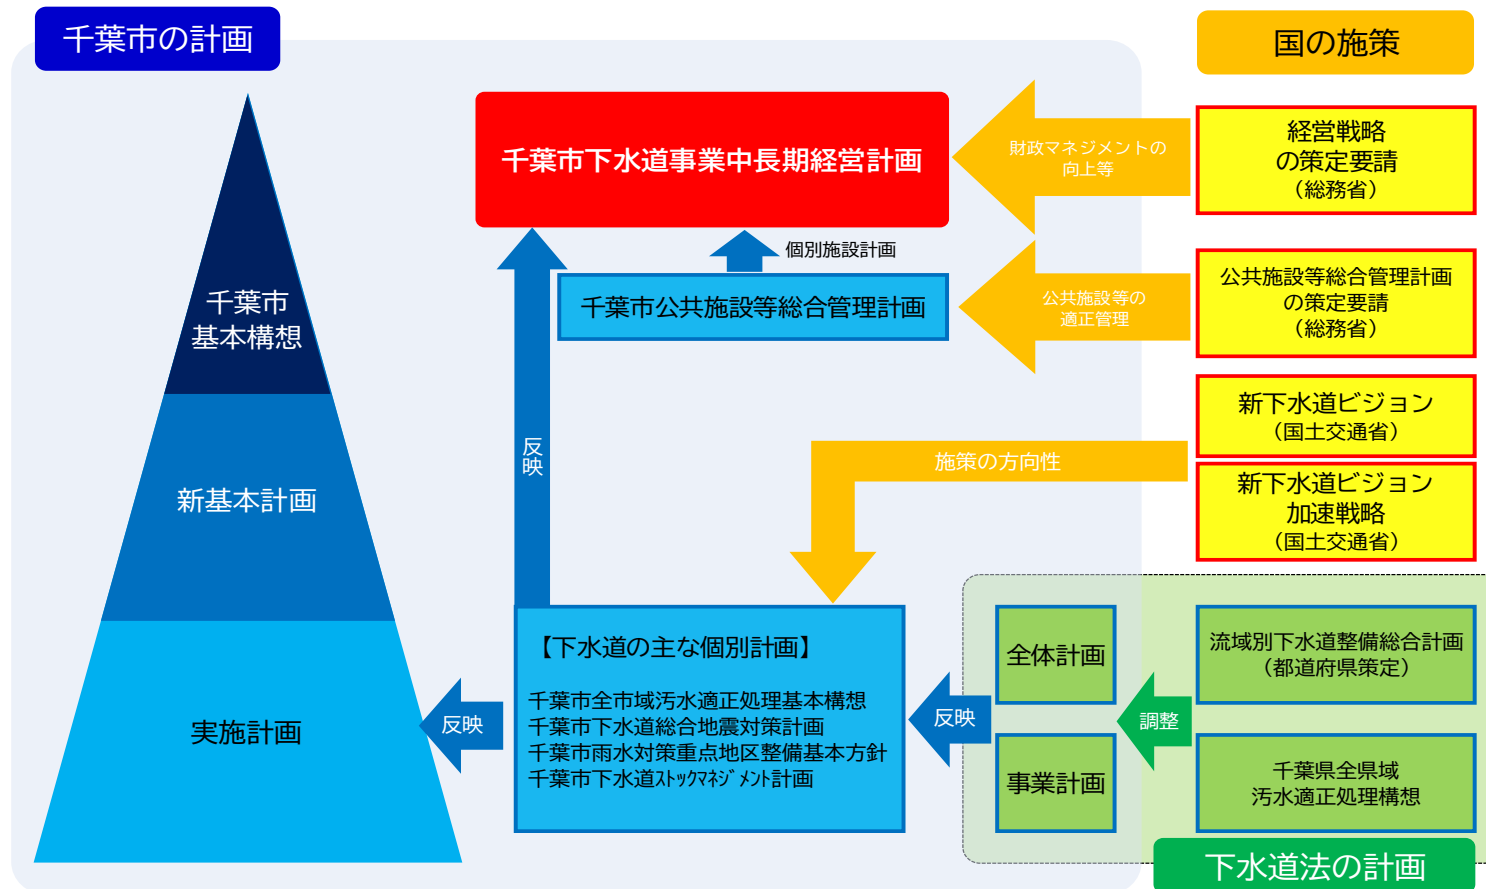 千葉市の計画
国の施策
千葉市下水道事業中長期経営計画
財政マネジメントの
向上等
経営戦略
の策定要請
（総務省）
個別施設計画
千葉市公共施設等総合管理計画
公共施設等の
適正管理
公共施設等総合管理計画
の策定要請
（総務省）
千葉市
基本構想
新基本計画
実施計画
反映
施策の方向性
新下水道ビジョン
（国土交通省）
新下水道ビジョン
加速戦略
（国土交通省）
【下水道の主な個別計画】
千葉市全市域汚水適正処理基本構想
千葉市下水道総合地震対策計画
千葉市雨水対策重点地区整備基本方針
千葉市下水道ｽﾄｯｸﾏﾈｼﾞﾒﾝﾄ計画
反映
反映
全体計画
事業計画
調整
流域別下水道整備総合計画
（都道府県策定）
千葉県全県域
汚水適正処理構想
下水道法の計画